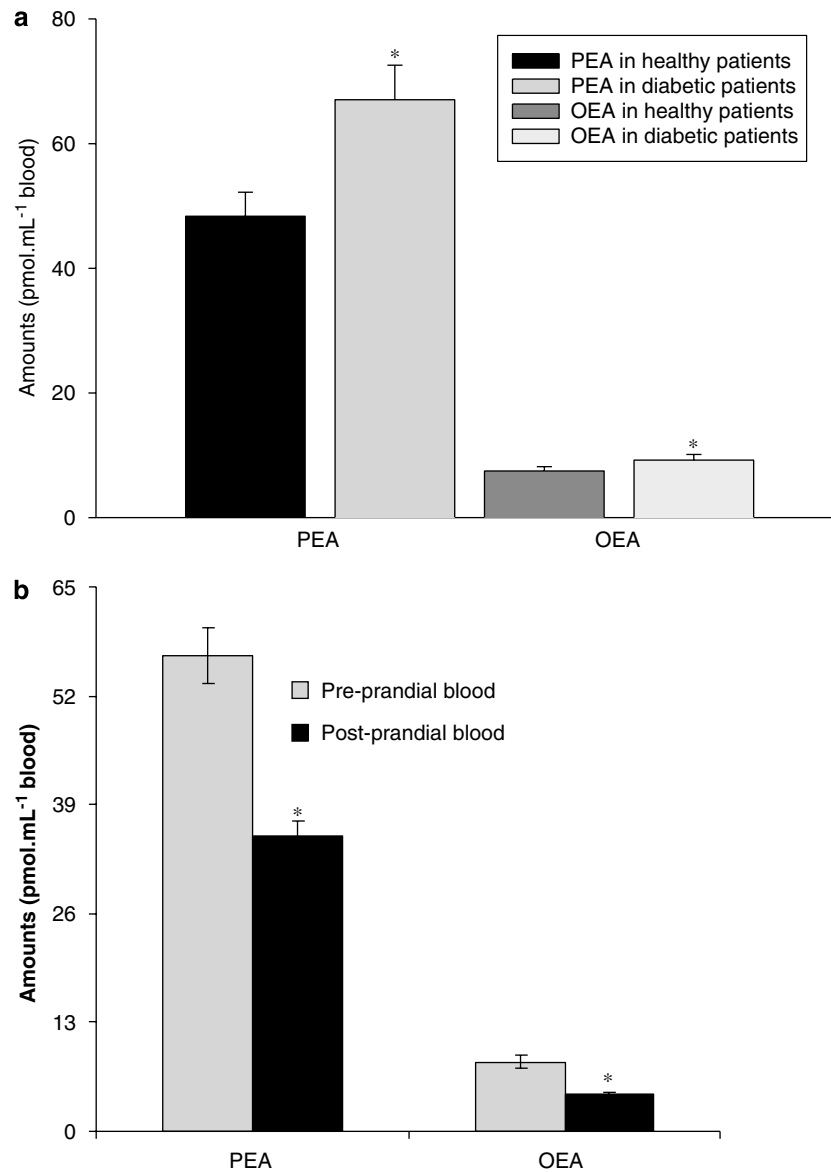 a
80
60
40
20
0
Amounts (pmol.mL⁻¹ blood)
*
*
PEA in healthy patients
PEA in diabetic patients
OEA in healthy patients
OEA in diabetic patients
PEA OEA
b
65
52
39
26
13
0
Amounts (pmol.mL⁻¹ blood)
Pre-prandial blood
Post-prandial blood
*
*
PEA OEA